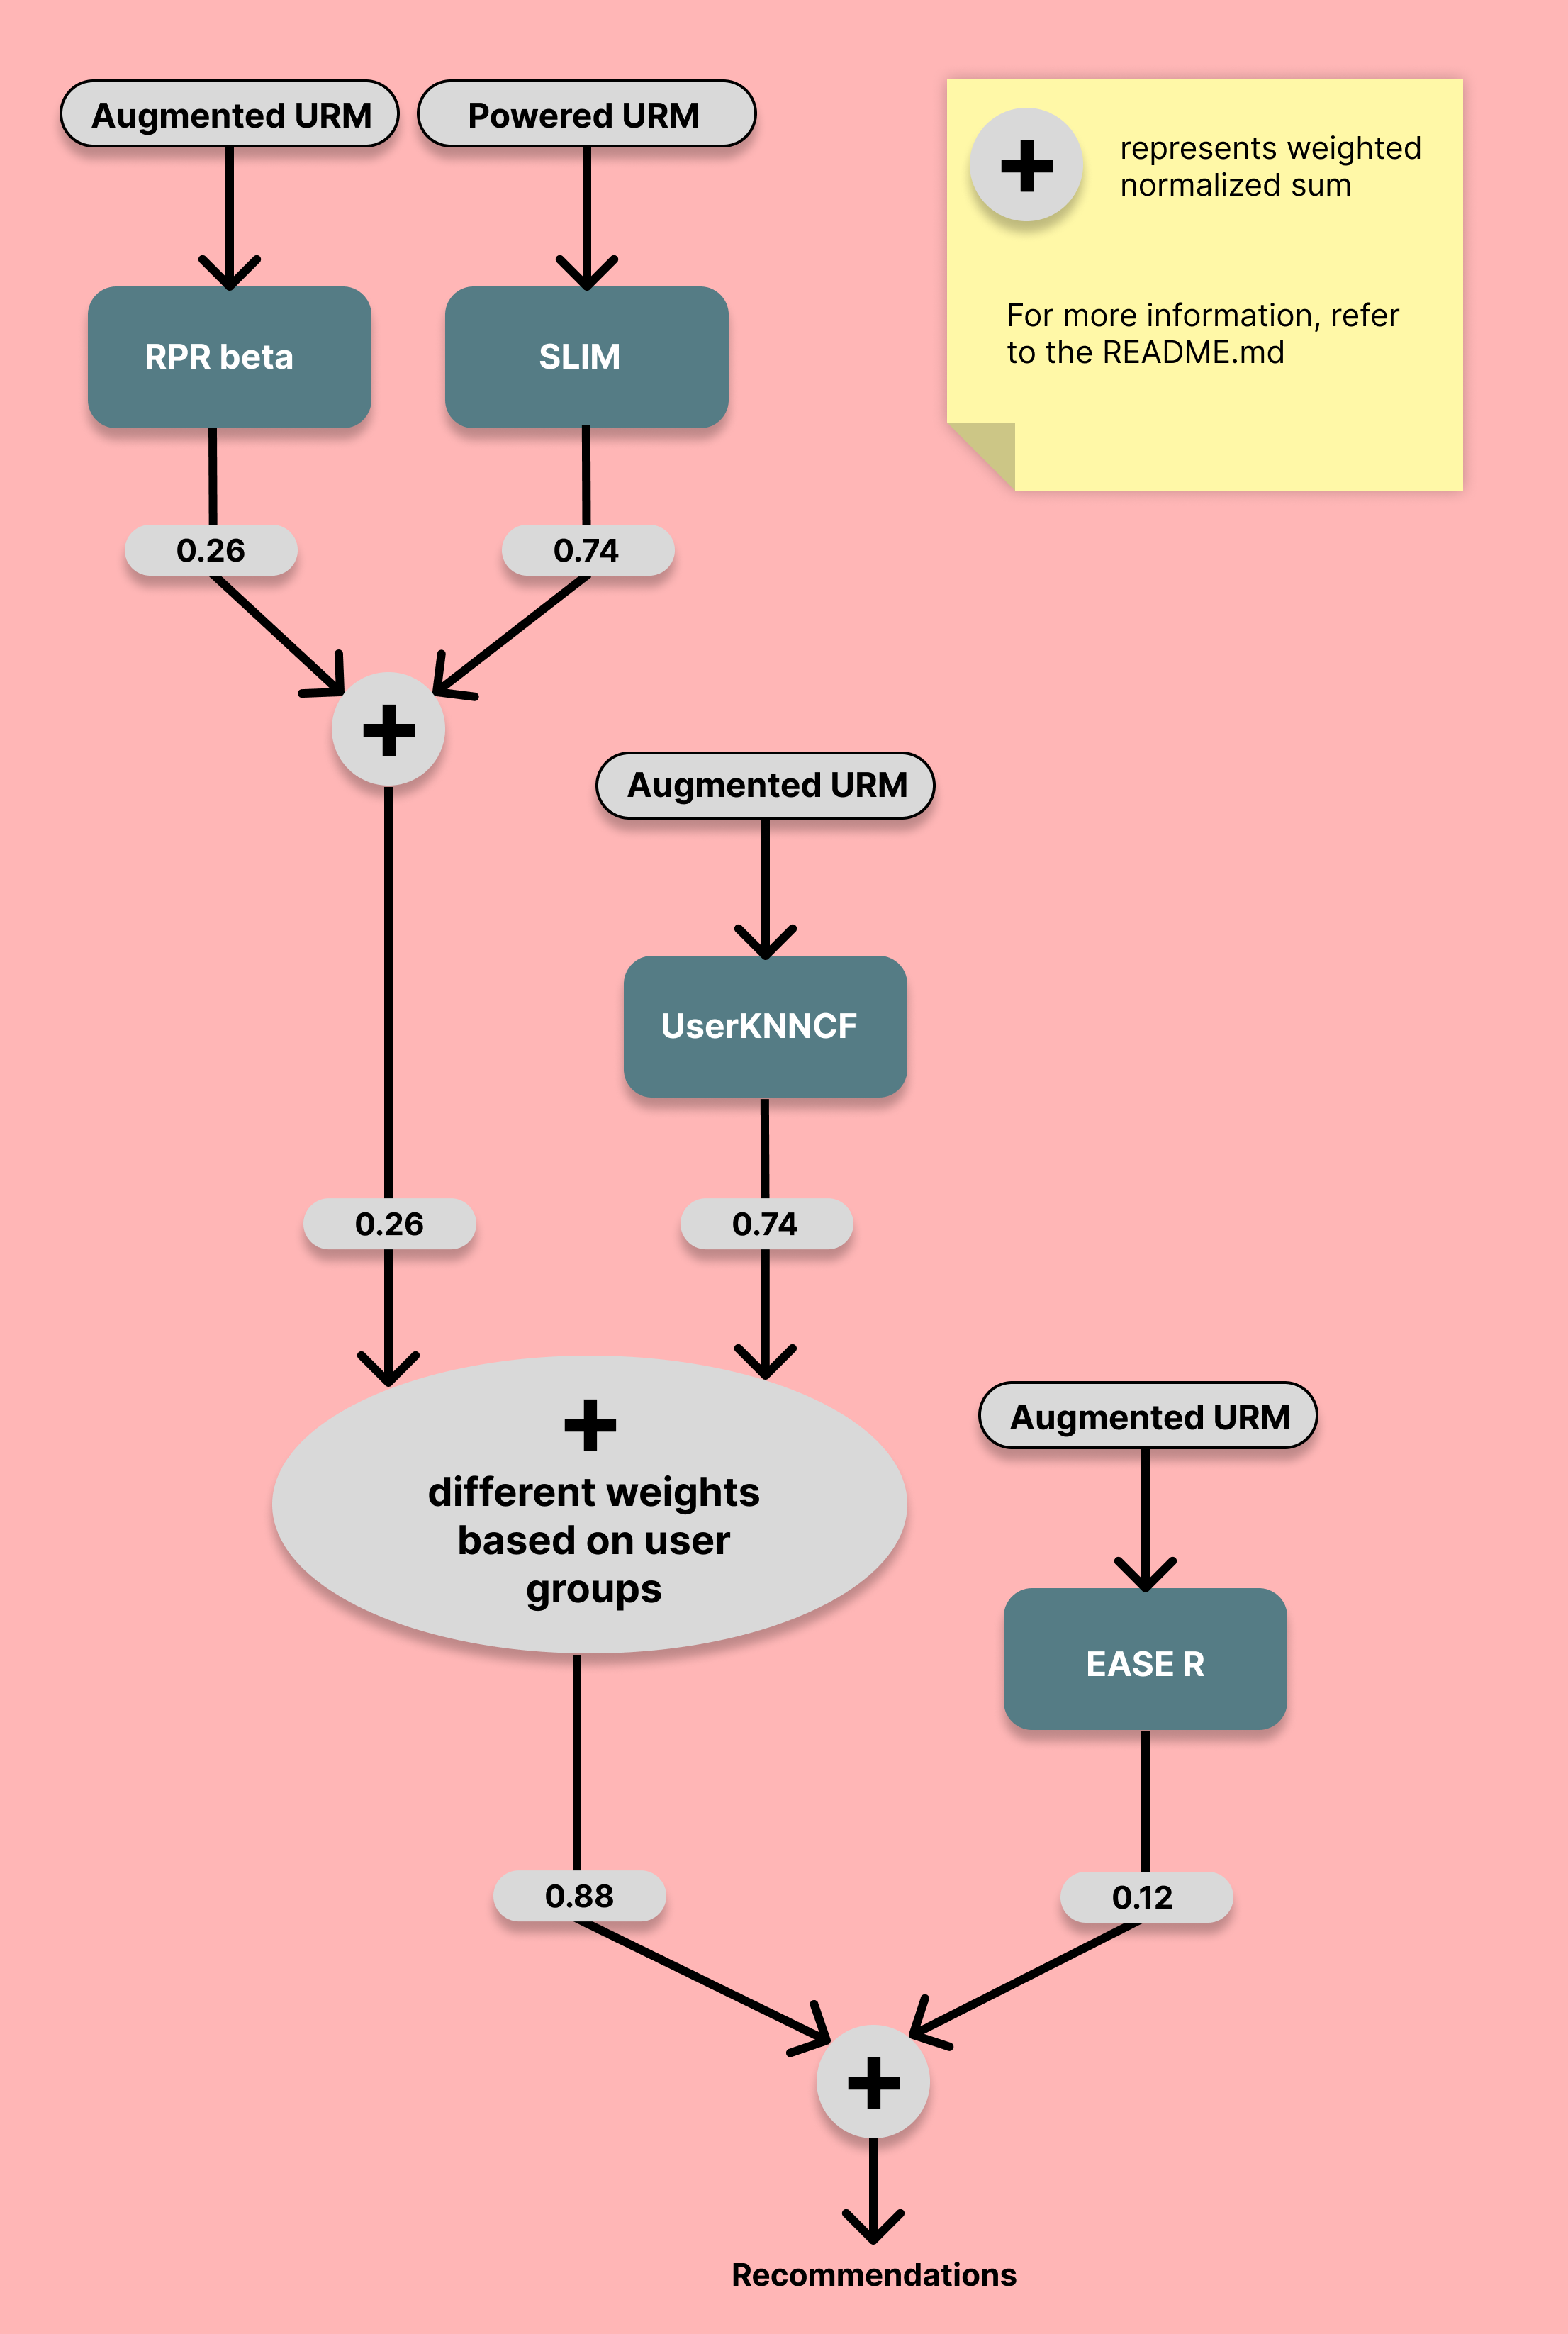 Augmented URM
Powered URM
+
represents weighted
normalized sum
For more information, refer
to the README.md
RPR beta
SLIM
0.26
0.74
+
Augmented URM
UserKNNCF
0.26
0.74
+
different weights
based on user
groups
Augmented URM
EASE R
0.88
0.12
+
Recommendations